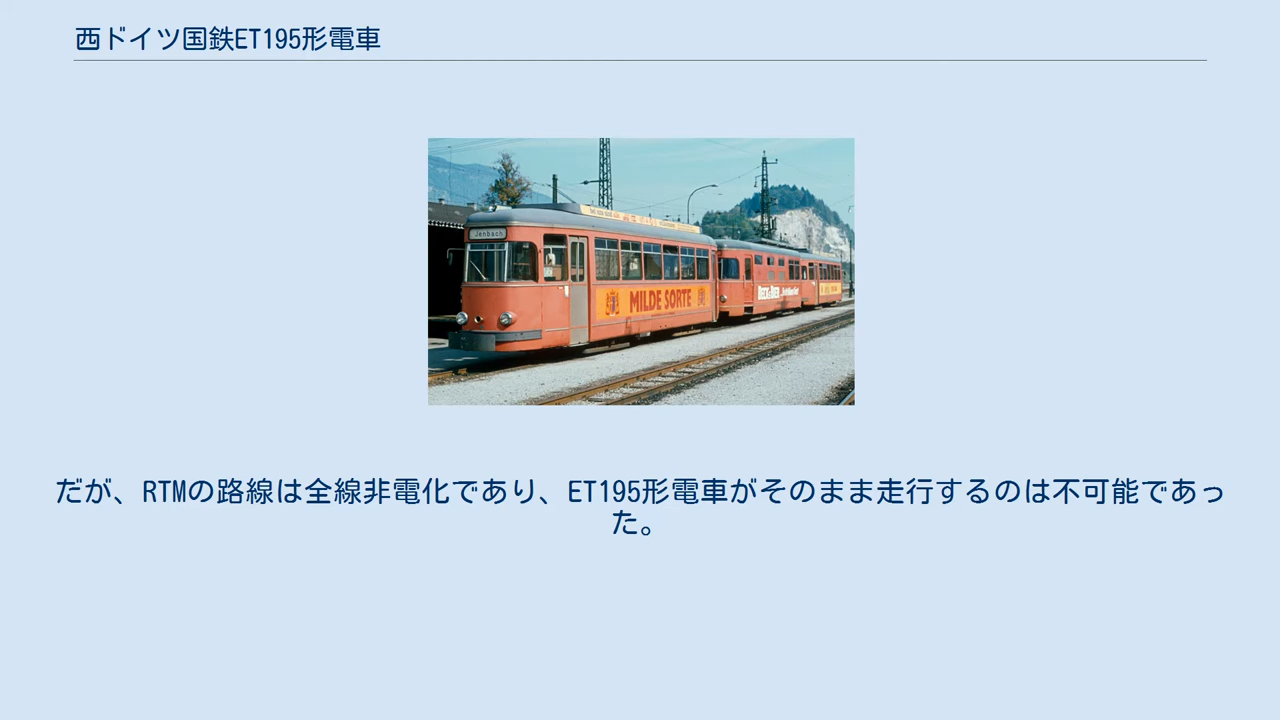 西ドイツ国鉄ET195形電車
Jenbach
MILDE SORTE
だが、RTMの路線は全線非電化であり、ET195形電車がそのまま走行するのは不可能であっ
た。